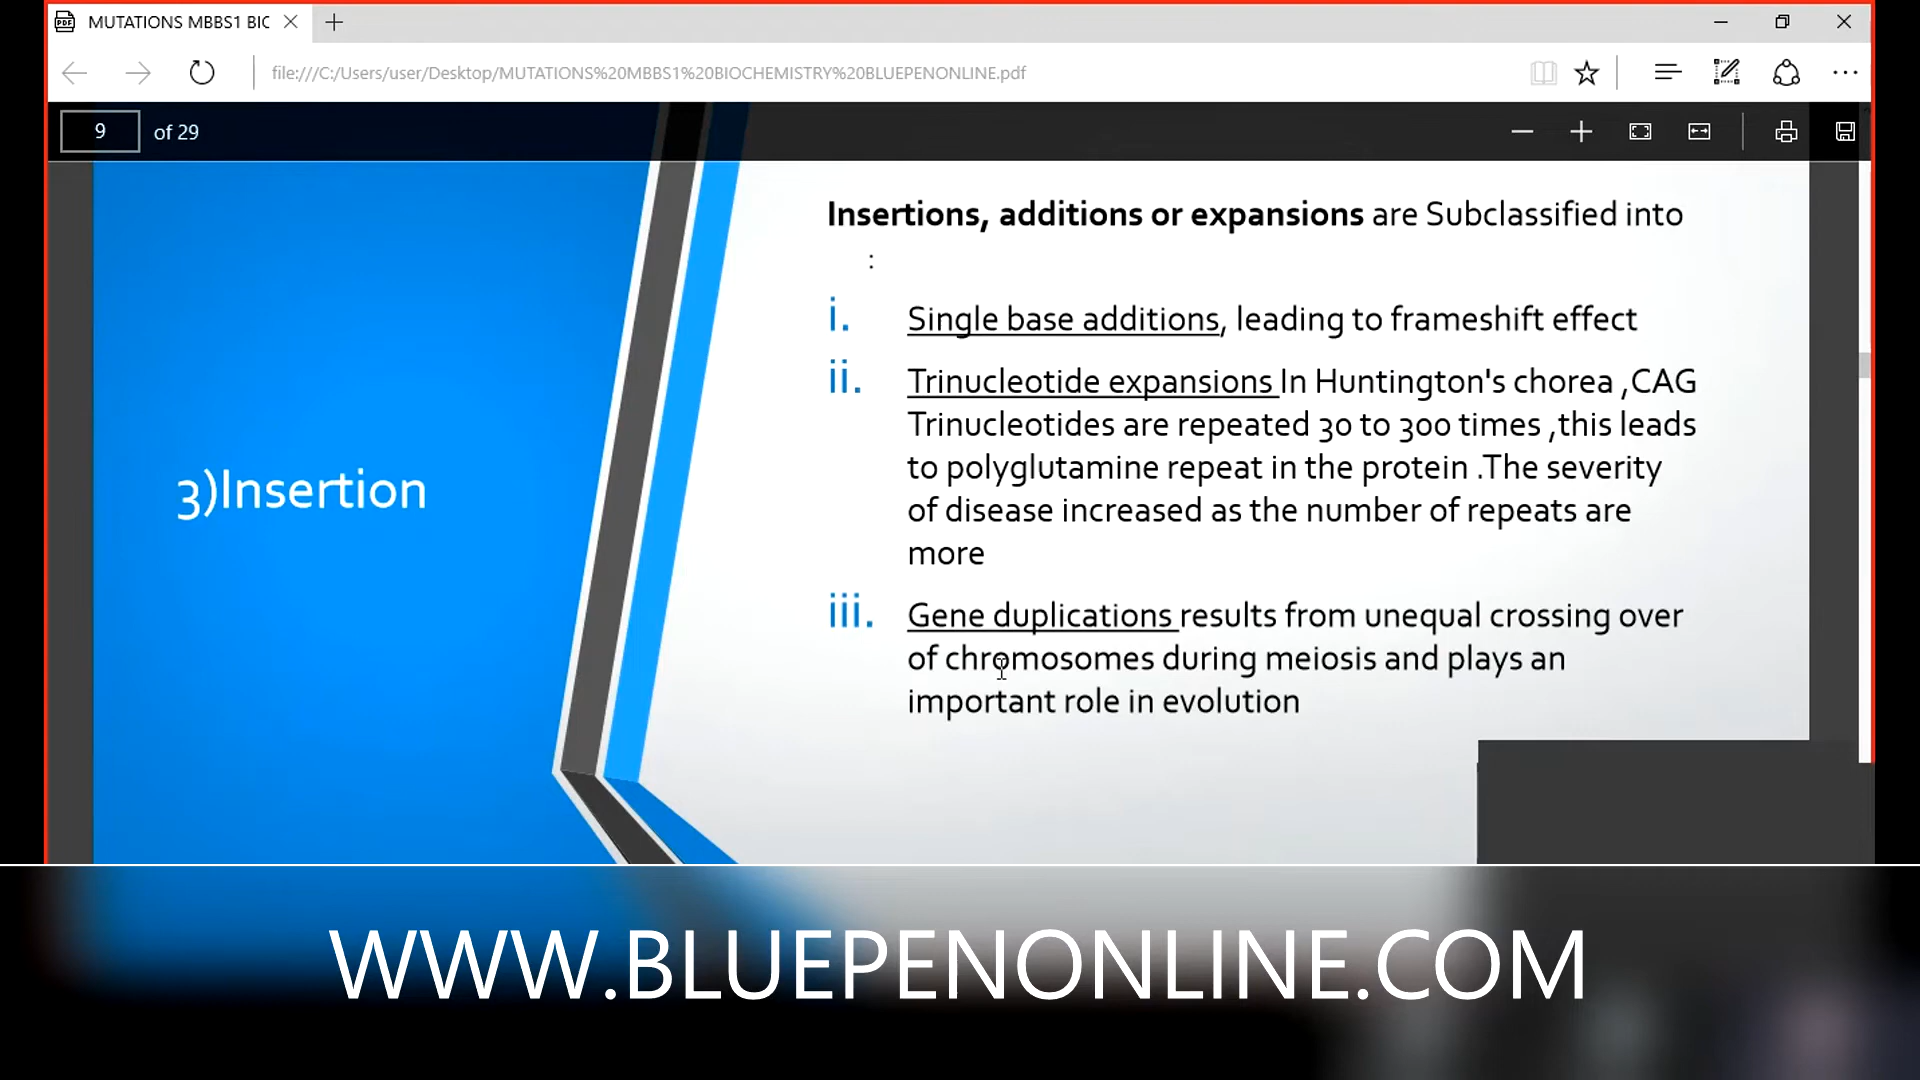 MUTATIONS MBBS1 BIC
file:///C:/Users/user/Desktop/MUTATIONS%20MBBS1%20BIOCHEMISTRY%20BLUEPENONLINE.pdf
9 of 29
3)Insertion
Insertions, additions or expansions are Subclassified into
:
i. Single base additions, leading to frameshift effect
ii. Trinucleotide expansions In Huntington's chorea ,CAG
Trinucleotides are repeated 30 to 300 times ,this leads
to polyglutamine repeat in the protein .The severity
of disease increased as the number of repeats are
more
iii. Gene duplications results from unequal crossing over
of chromosomes during meiosis and plays an
important role in evolution
WWW.BLUEPENONLINE.COM